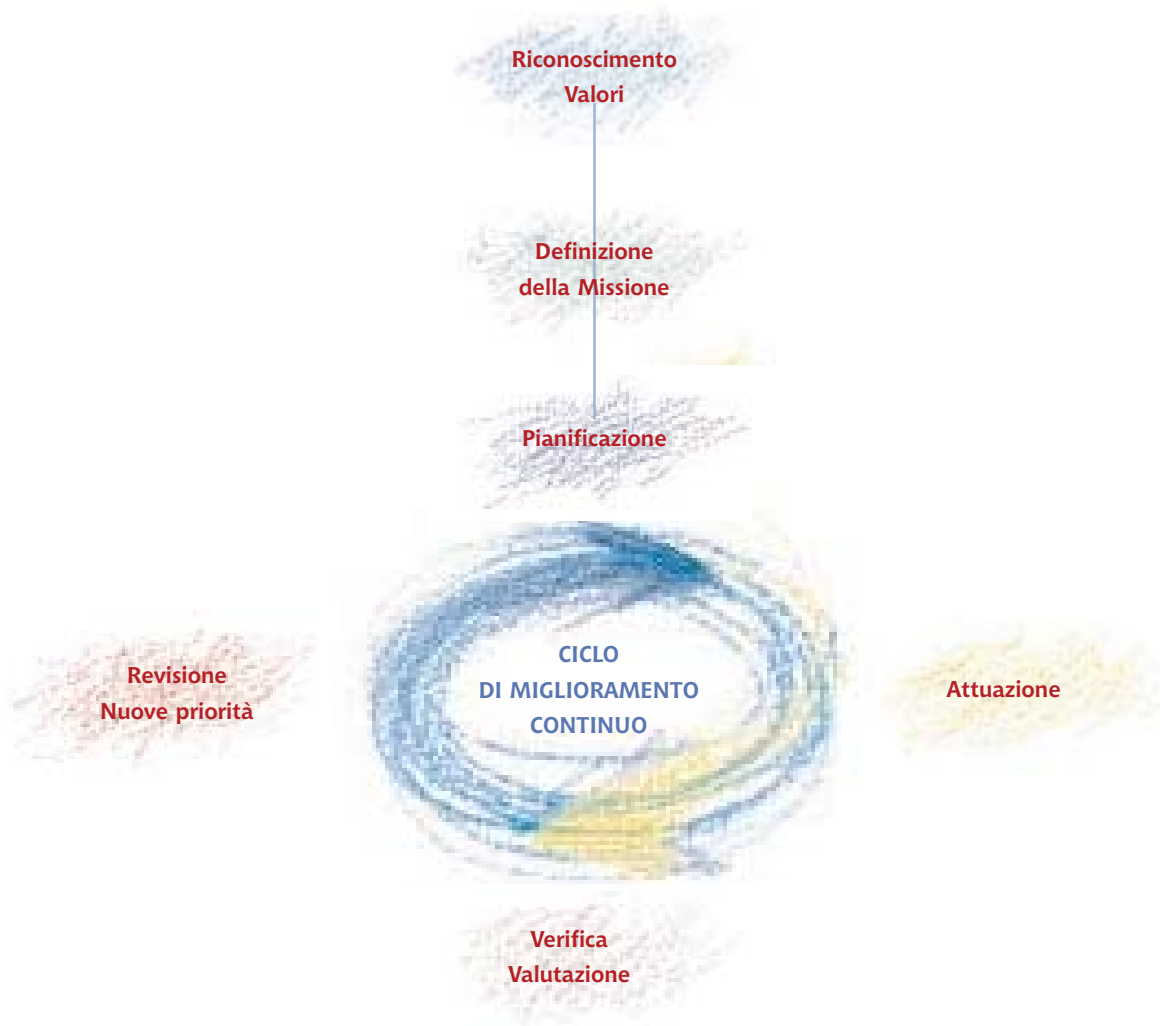 Riconoscimento
Valori
Definizione
della Missione
Pianificazione
CICLO
DI MIGLIORAMENTO
CONTINUO
Revisione
Nuove priorità
Attuazione
Verifica
Valutazione